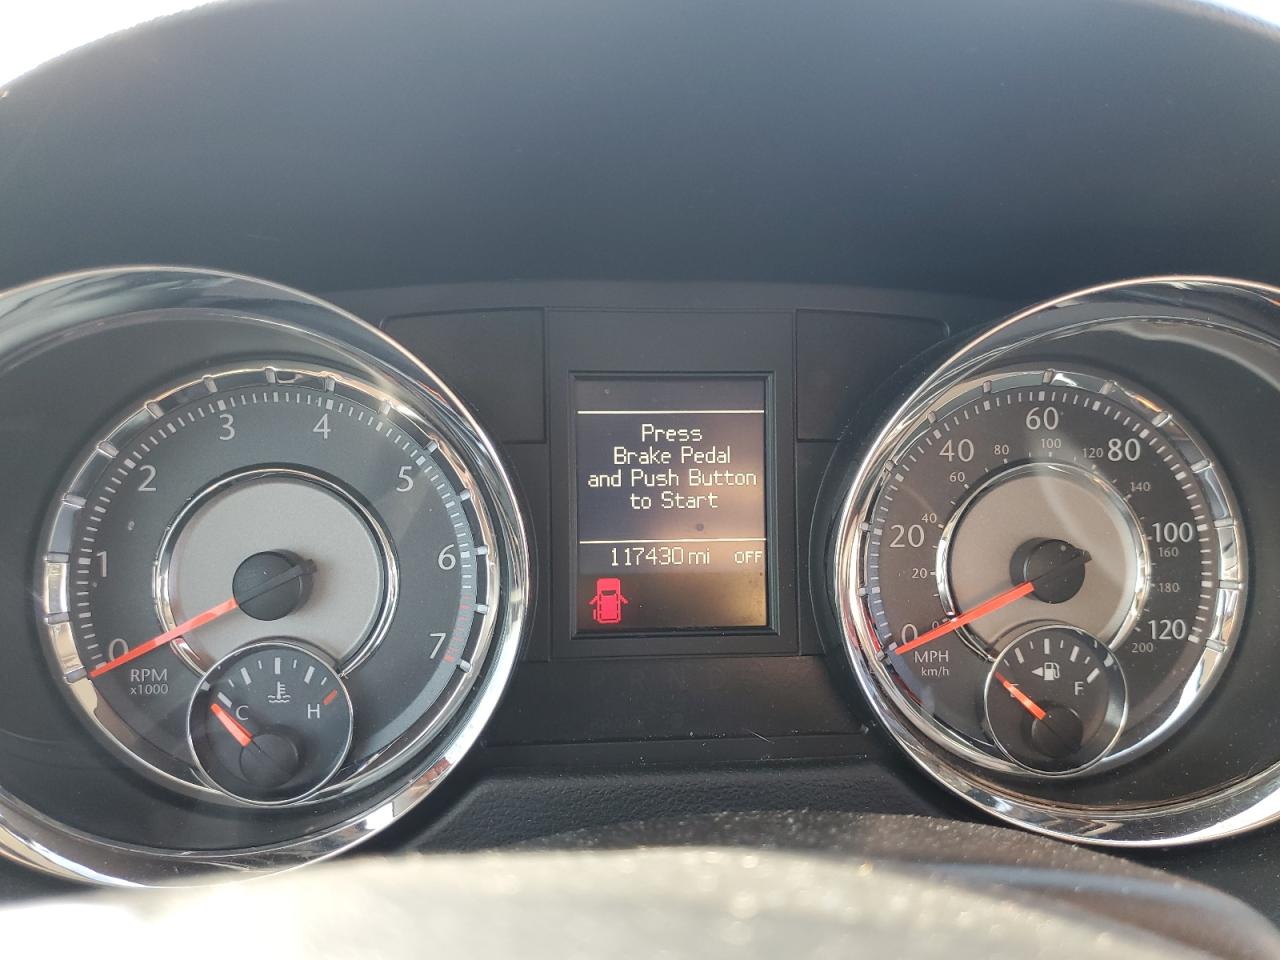 Press
Brake Pedal
and Push Button
to Start
117430 mi OFF
0 1 2 3 4 5 6 7
RPM
x1000
C H
0 20 40 60 80 100 120
0 20 40 60 80 100 120 140 160 180 200
MPH
km/h
E F